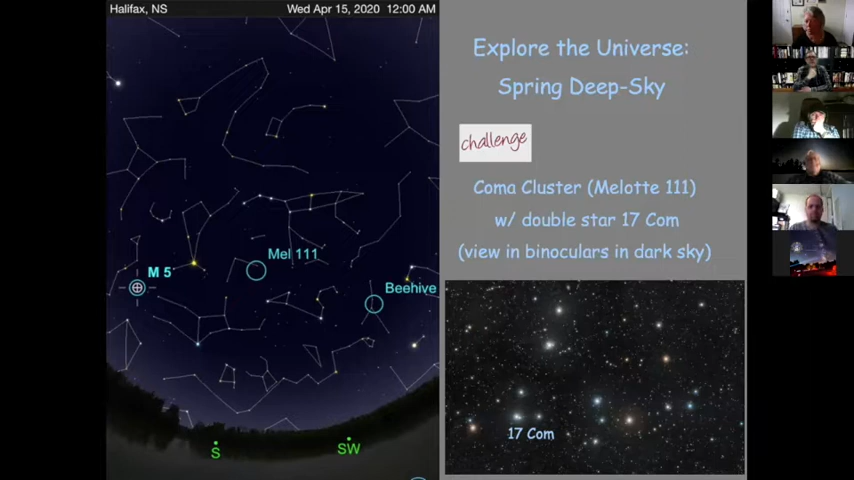 Halifax, NS
Wed Apr 15, 2020 12:00 AM
Mel 111
M 5
Beehive
S
SW
Explore the Universe:
Spring Deep-Sky
challenge
Coma Cluster (Melotte 111)
w/ double star 17 Com
(view in binoculars in dark sky)
17 Com